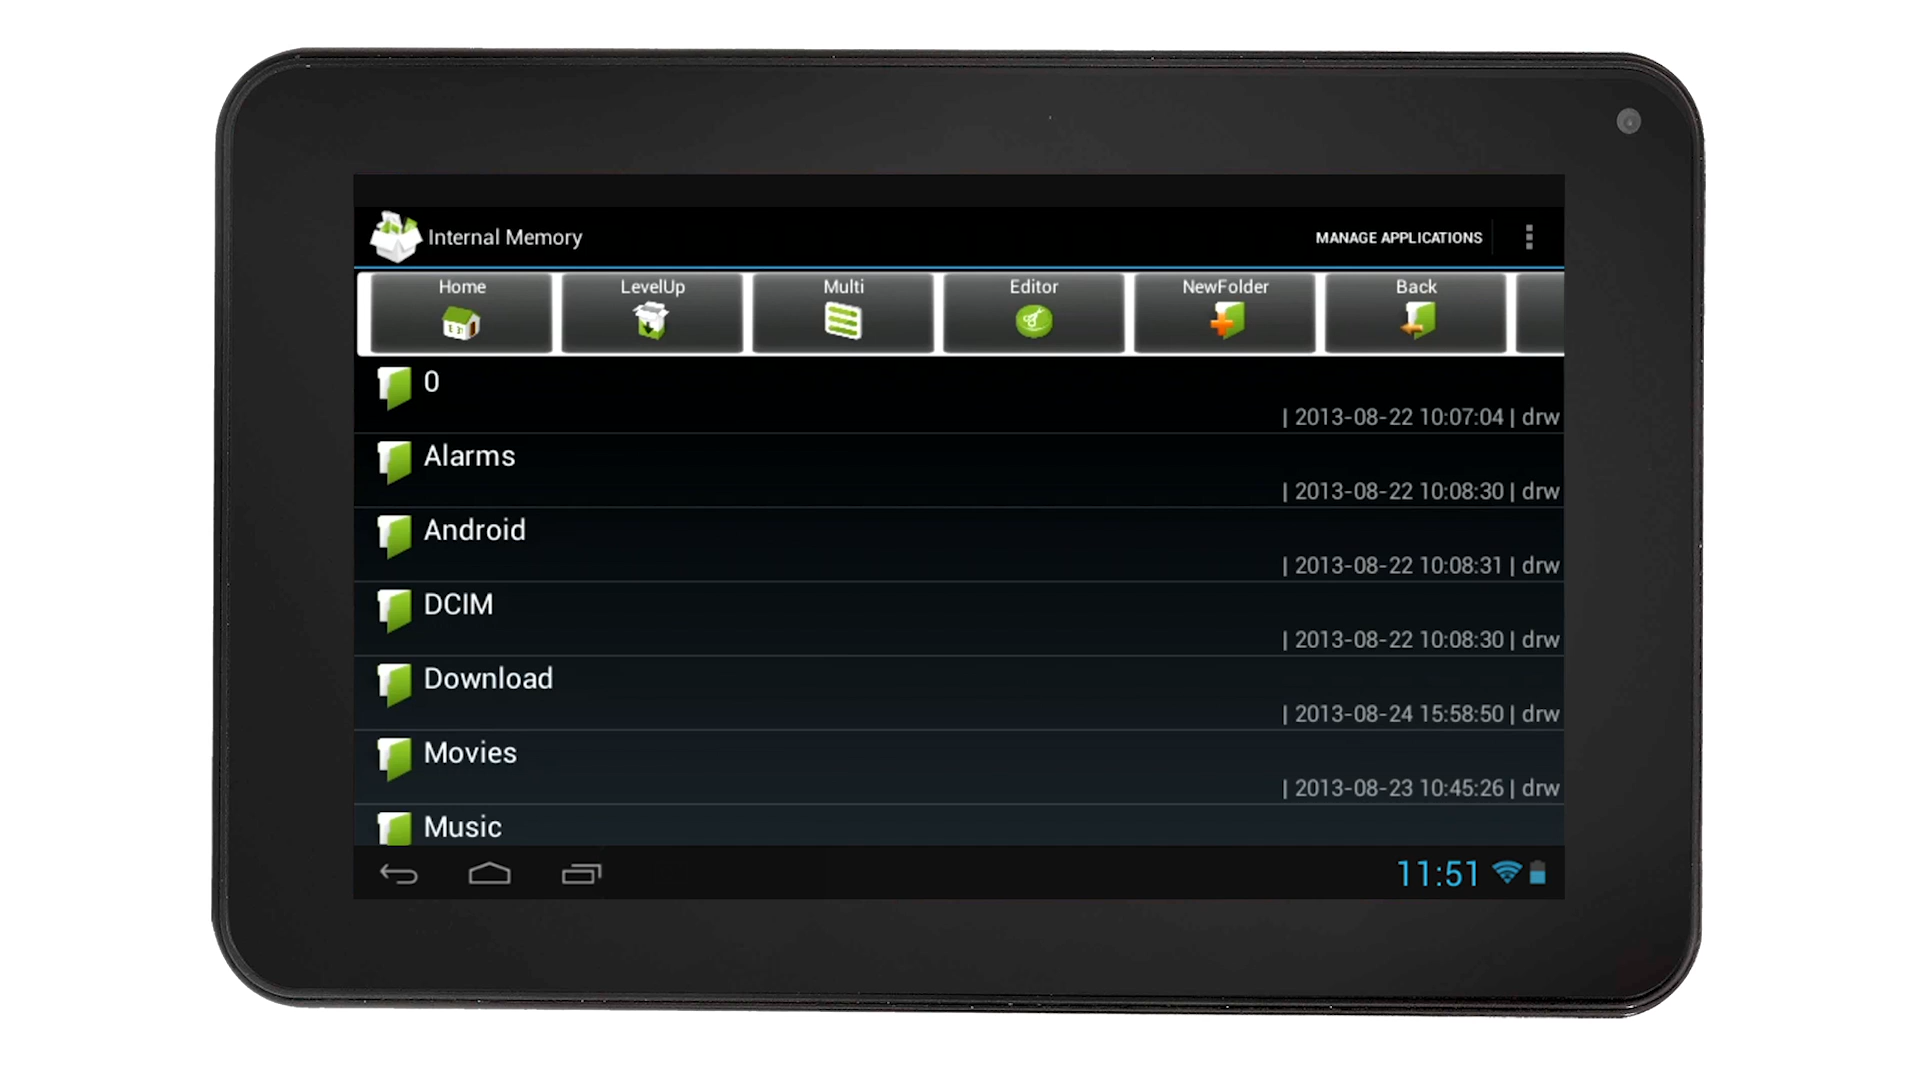 Internal Memory
MANAGE APPLICATIONS
Home
LevelUp
Multi
Editor
NewFolder
Back
0
| 2013-08-22 10:07:04 | drw
Alarms
| 2013-08-22 10:08:30 | drw
Android
| 2013-08-22 10:08:31 | drw
DCIM
| 2013-08-22 10:08:30 | drw
Download
| 2013-08-24 15:58:50 | drw
Movies
| 2013-08-23 10:45:26 | drw
Music
11:51